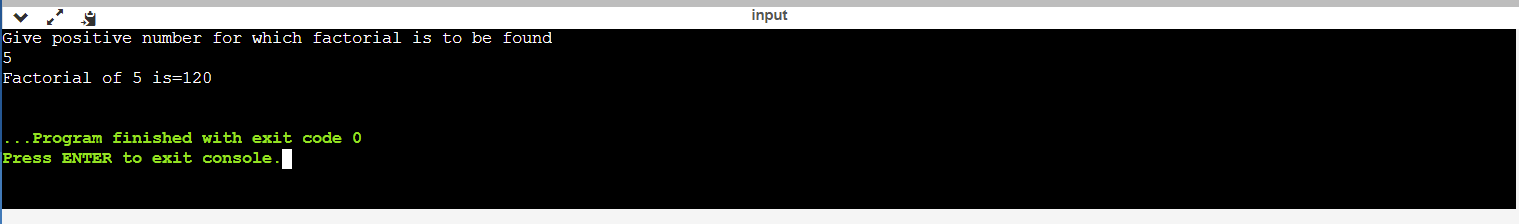 input
Give positive number for which factorial is to be found
5
Factorial of 5 is=120
...Program finished with exit code 0
Press ENTER to exit console.